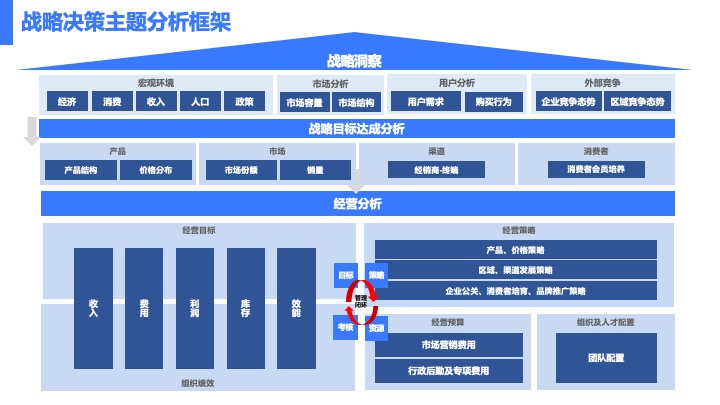 战略决策主题分析框架
战略洞察
宏观环境
经济 消费 收入 人口 政策
市场分析
市场容量 市场结构
用户分析
用户需求 购买行为
外部竞争
企业竞争态势 区域竞争态势
战略目标达成分析
产品
产品结构 价格分布
市场
市场份额 销量
渠道
经销商-终端
消费者
消费者会员培养
经营分析
经营目标
收入
费用
利润
库存
效能
组织绩效
目标 策略
管理
闭环
考核 资源
经营策略
产品、价格策略
区域、渠道发展策略
企业公关、消费者培育、品牌推广策略
经营预算
市场营销费用
行政后勤及专项费用
组织及人才配置
团队配置